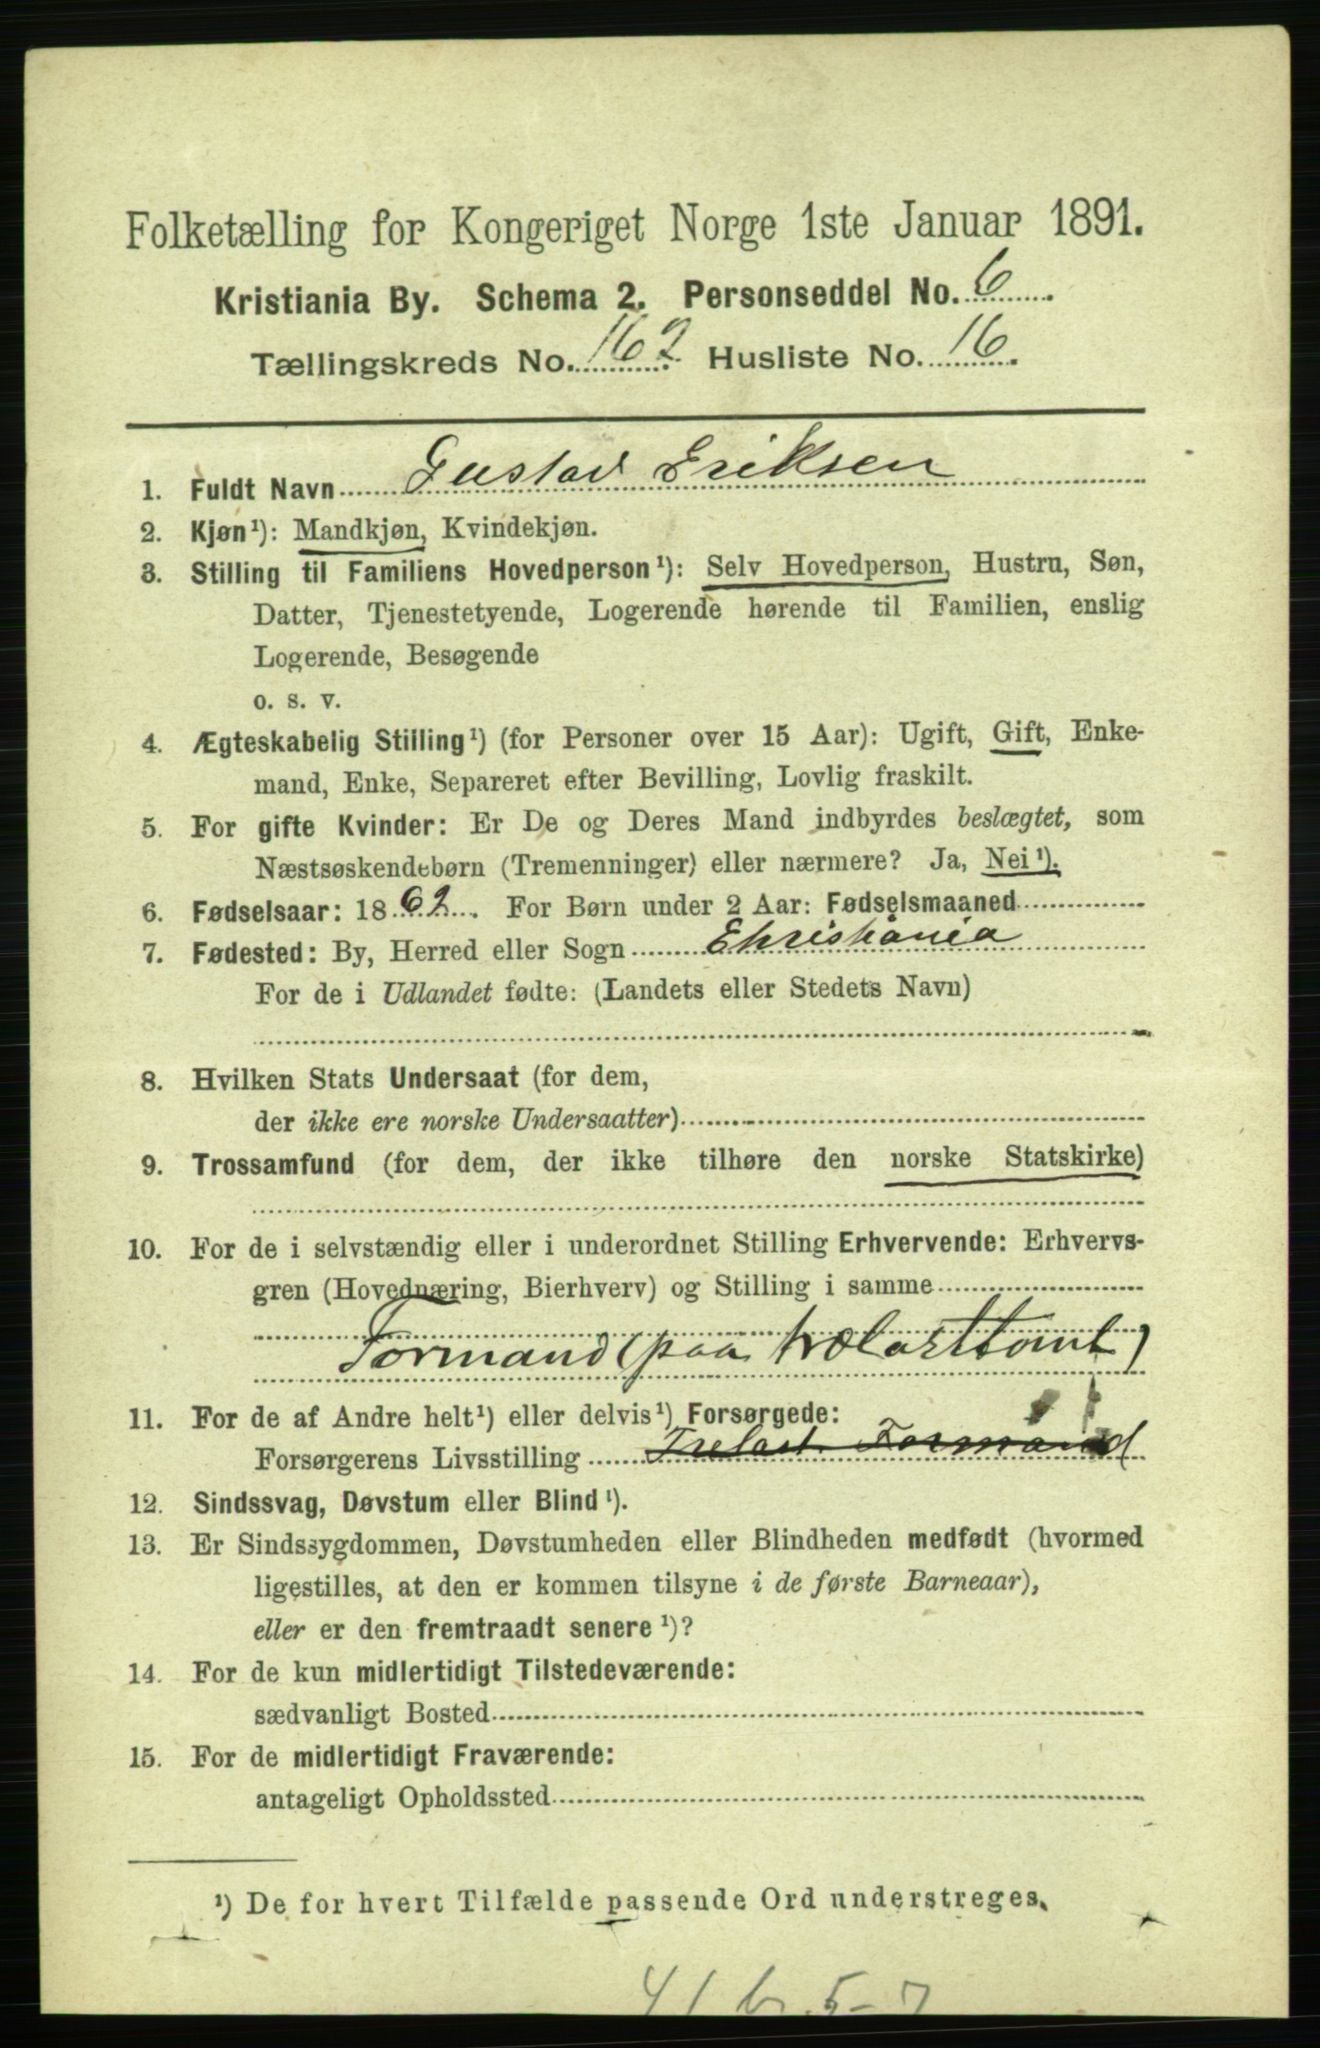 Folketælling for Kongeriget Norge 1ste Januar 1891.
Kristiania By. Schema 2. Personseddel No. 6.
Tællingskreds No. 162. Husliste No. 16.
1. Fuldt Navn Gustav Eriksen
2. Kjøn¹): Mandkjøn, Kvindekjøn.
3. Stilling til Familiens Hovedperson¹): Selv Hovedperson, Hustru, Søn,
Datter, Tjenestetyende, Logerende hørende til Familien, enslig
Logerende, Besøgende
o. s. v.
4. Ægteskabelig Stilling¹) (for Personer over 15 Aar): Ugift, Gift, Enke-
mand, Enke, Separeret efter Bevilling, Lovlig fraskilt.
5. For gifte Kvinder: Er De og Deres Mand indbyrdes beslægtet, som
Næstsøskendebørn (Tremenninger) eller nærmere? Ja, Nei¹).
6. Fødselsaar: 1862. For Børn under 2 Aar: Fødselsmaaned
7. Fødested: By, Herred eller Sogn Christiania
For de i Udlandet fødte: (Landets eller Stedets Navn)
8. Hvilken Stats Undersaat (for dem,
der ikke ere norske Undersaatter)
9. Trossamfund (for dem, der ikke tilhøre den norske Statskirke)
10. For de i selvstændig eller i underordnet Stilling Erhvervende: Erhvervs-
gren (Hovednæring, Bierhverv) og Stilling i samme
Formand (paa trælasttomt)
11. For de af Andre helt¹) eller delvis¹) Forsørgede:
Forsørgerens Livsstilling Trelast. Formand
12. Sindssvag, Døvstum eller Blind¹).
13. Er Sindssygdommen, Døvstumheden eller Blindheden medfødt (hvormed
ligestilles, at den er kommen tilsyne i de første Barneaar),
eller er den fremtraadt senere¹)?
14. For de kun midlertidigt Tilstedeværende:
sædvanligt Bosted
15. For de midlertidigt Fraværende:
antageligt Opholdssted
¹) De for hvert Tilfælde passende Ord understreges.